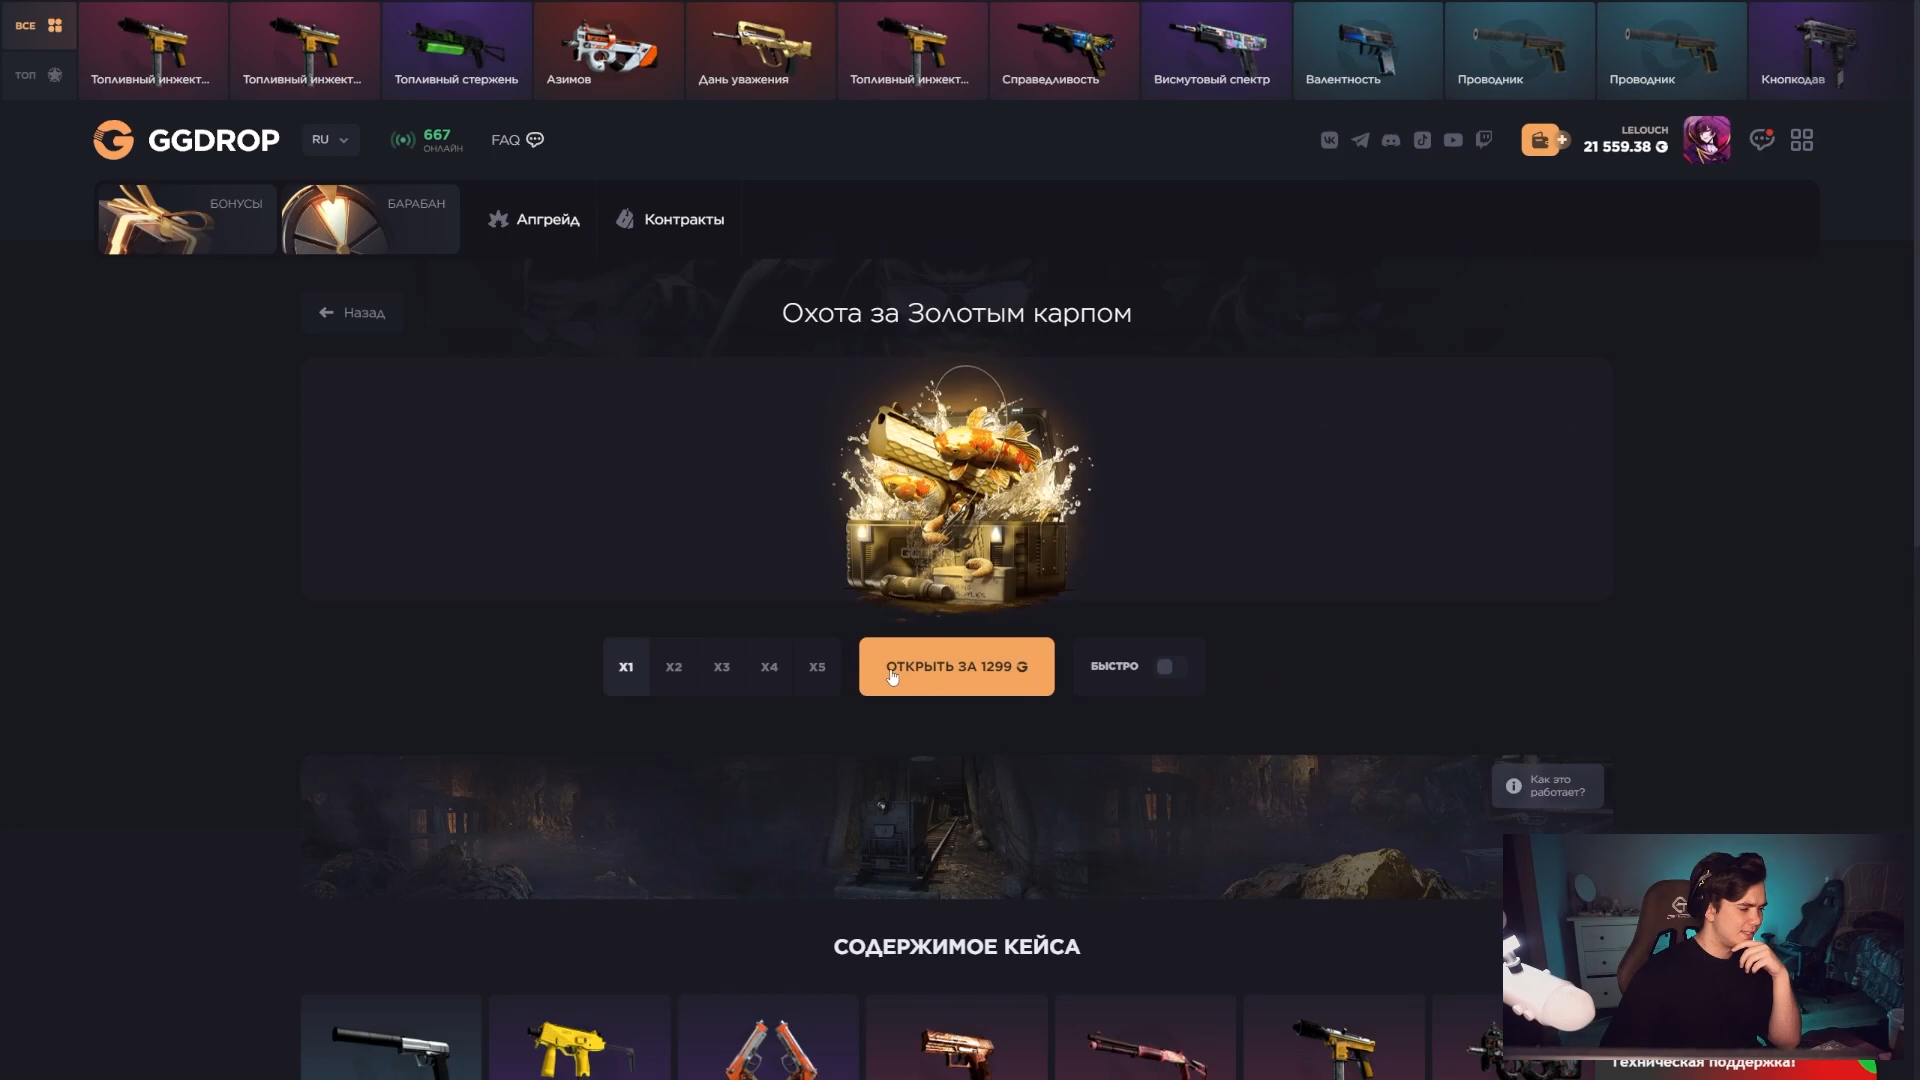 ВСЕ
ТОП
Топливный инжект...
Топливный инжект...
Топливный стержень
Азимов
Дань уважения
Топливный инжект...
Справедливость
Висмутовый спектр
Валентность
Проводник
Проводник
Кнопкодав
GGDROP
RU
667
ОНЛАЙН
FAQ
LELOUCH
21 559.38
БОНУСЫ
БАРАБАН
Апгрейд
Контракты
Назад
Охота за Золотым карпом
X1
X2
X3
X4
X5
ОТКРЫТЬ ЗА 1299
БЫСТРО
Как это
работает?
СОДЕРЖИМОЕ КЕЙСА
Техническая поддержка!